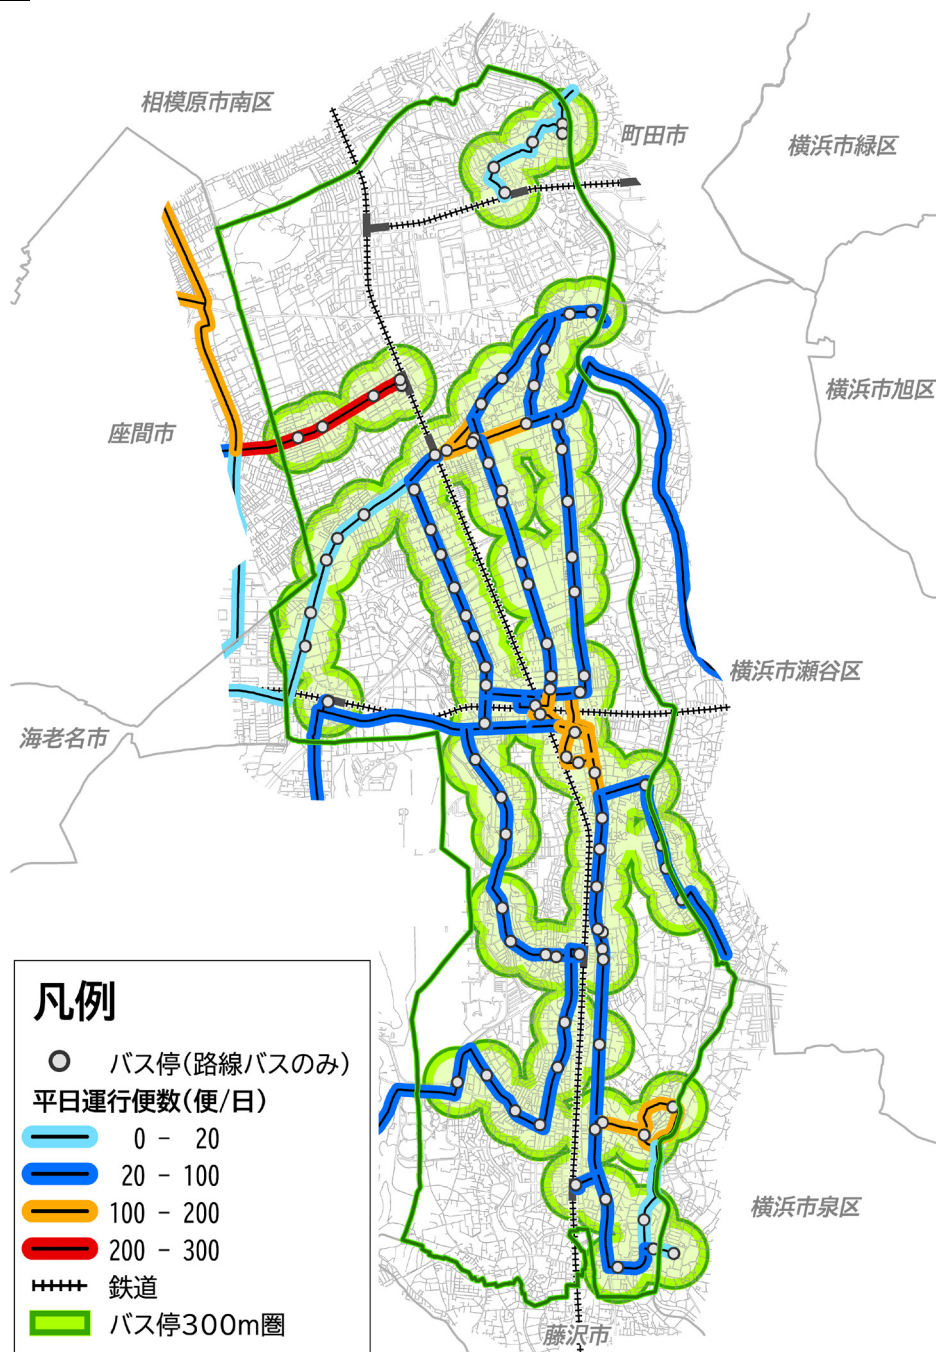 相模原市南区
町田市
横浜市緑区
横浜市旭区
座間市
横浜市瀬谷区
海老名市
横浜市泉区
藤沢市
凡例
バス停(路線バスのみ)
平日運行便数(便/日)
0 - 20
20 - 100
100 - 200
200 - 300
鉄道
バス停300m圏